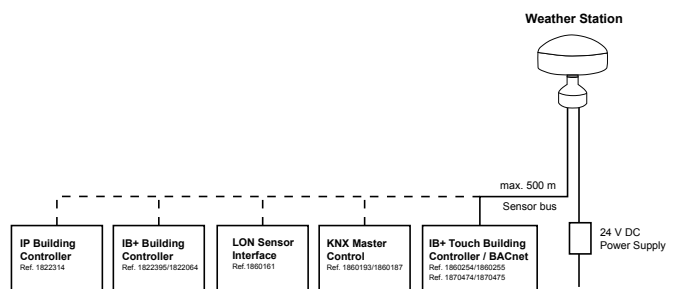 Weather Station
max. 500 m
Sensor bus
24 V DC
Power Supply
IP Building
Controller
Ref. 1822314
IB+ Building
Controller
Ref. 1822395/1822064
LON Sensor
Interface
Ref.1860161
KNX Master
Control
Ref. 1860193/1860187
IB+ Touch Building
Controller / BACnet
Ref. 1860254/1860255
Ref. 1870474/1870475